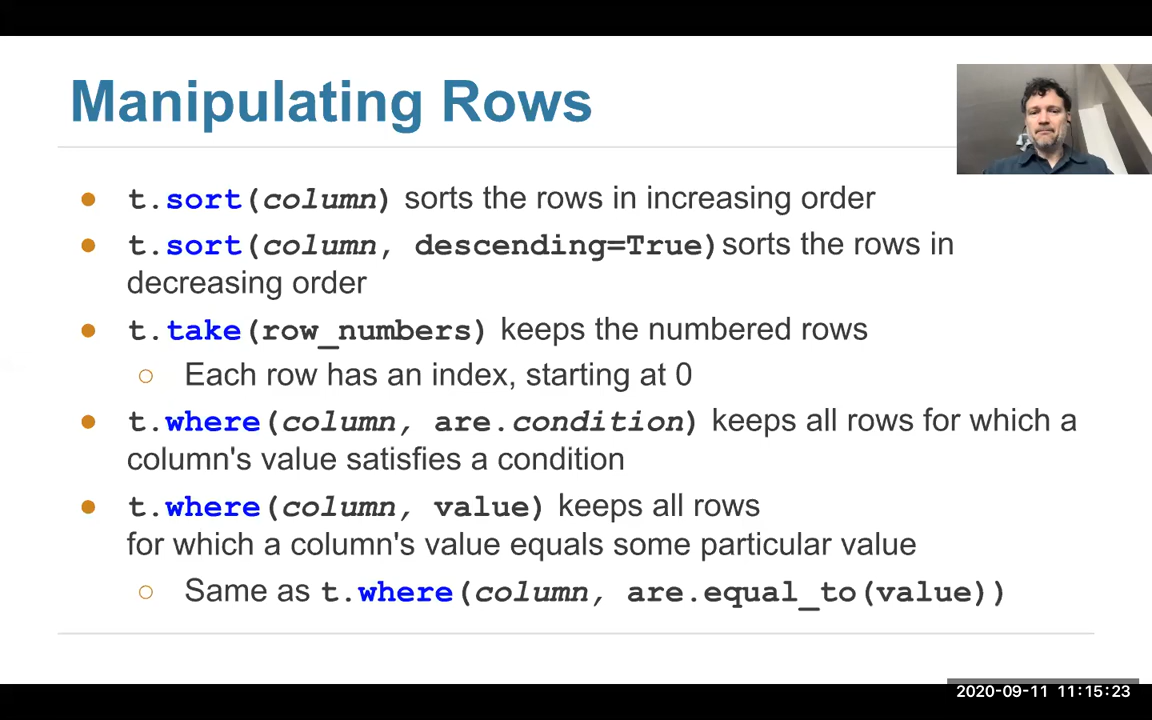 Manipulating Rows
● t.sort(column) sorts the rows in increasing order
● t.sort(column, descending=True)sorts the rows in
decreasing order
● t.take(row_numbers) keeps the numbered rows
○ Each row has an index, starting at 0
● t.where(column, are.condition) keeps all rows for which a
column's value satisfies a condition
● t.where(column, value) keeps all rows
for which a column's value equals some particular value
○ Same as t.where(column, are.equal_to(value))
2020-09-11 11:15:23